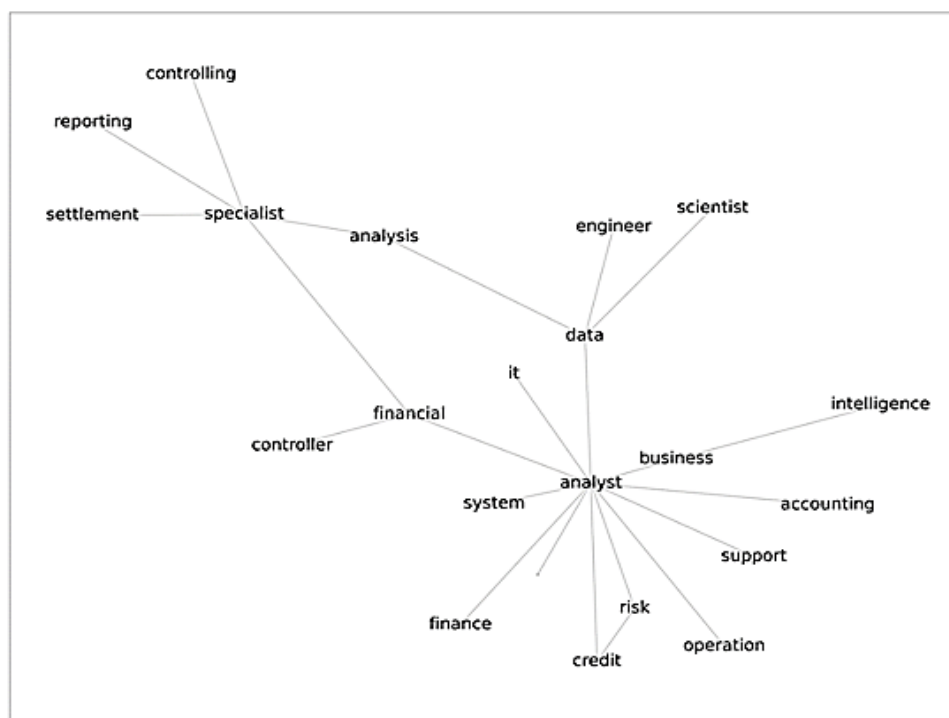 controlling
reporting
settlement
specialist
analysis
engineer
scientist
data
it
financial
controller
intelligence
business
analyst
system
accounting
support
risk
finance
credit
operation